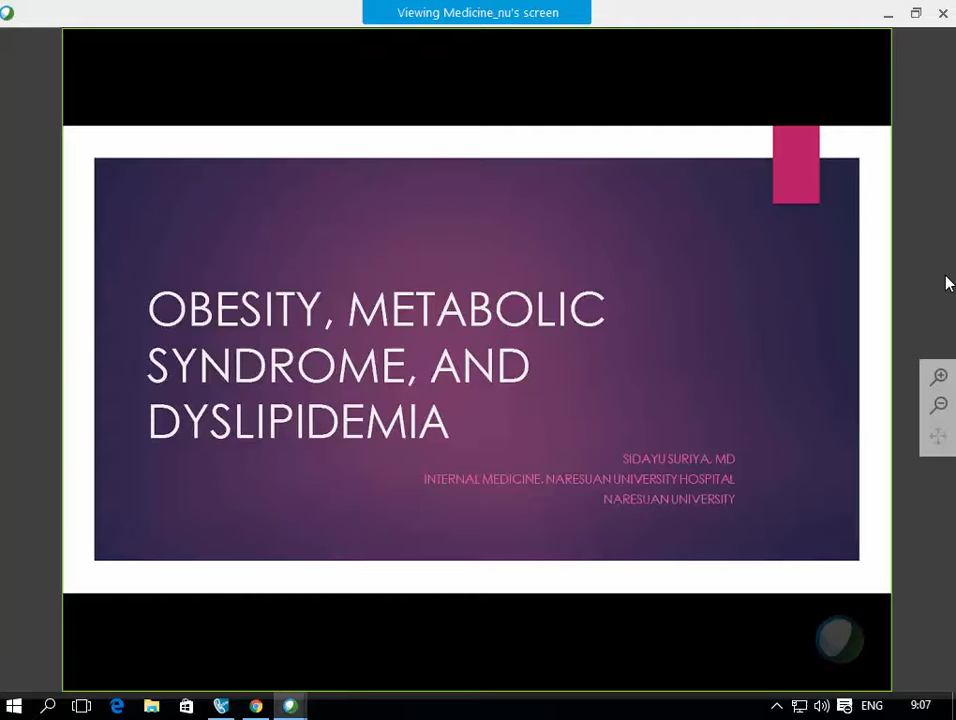 Viewing Medicine_nu's screen
OBESITY, METABOLIC
SYNDROME, AND
DYSLIPIDEMIA
SIDAYU SURIYA, MD
INTERNAL MEDICINE, NARESUAN UNIVERSITY HOSPITAL
NARESUAN UNIVERSITY
ENG
9:07